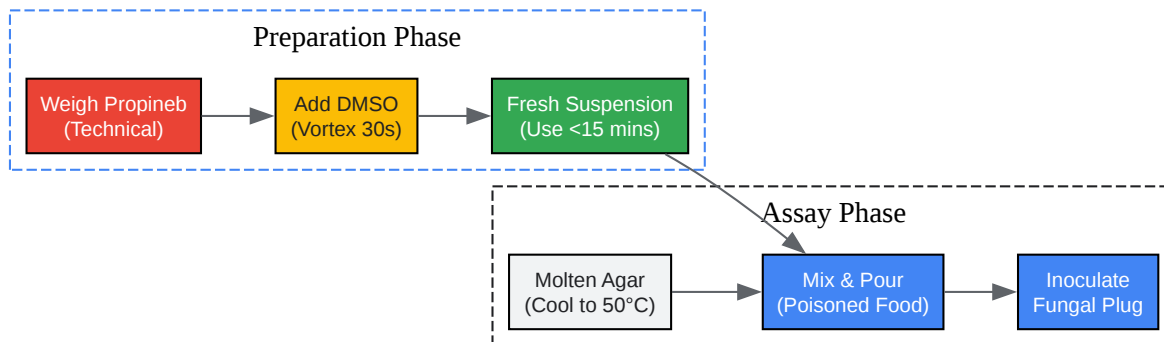 Preparation Phase
Weigh Propineb
(Technical)
Add DMSO
(Vortex 30s)
Fresh Suspension
(Use <15 mins)
Assay Phase
Molten Agar
(Cool to 50°C)
Mix & Pour
(Poisoned Food)
Inoculate
Fungal Plug